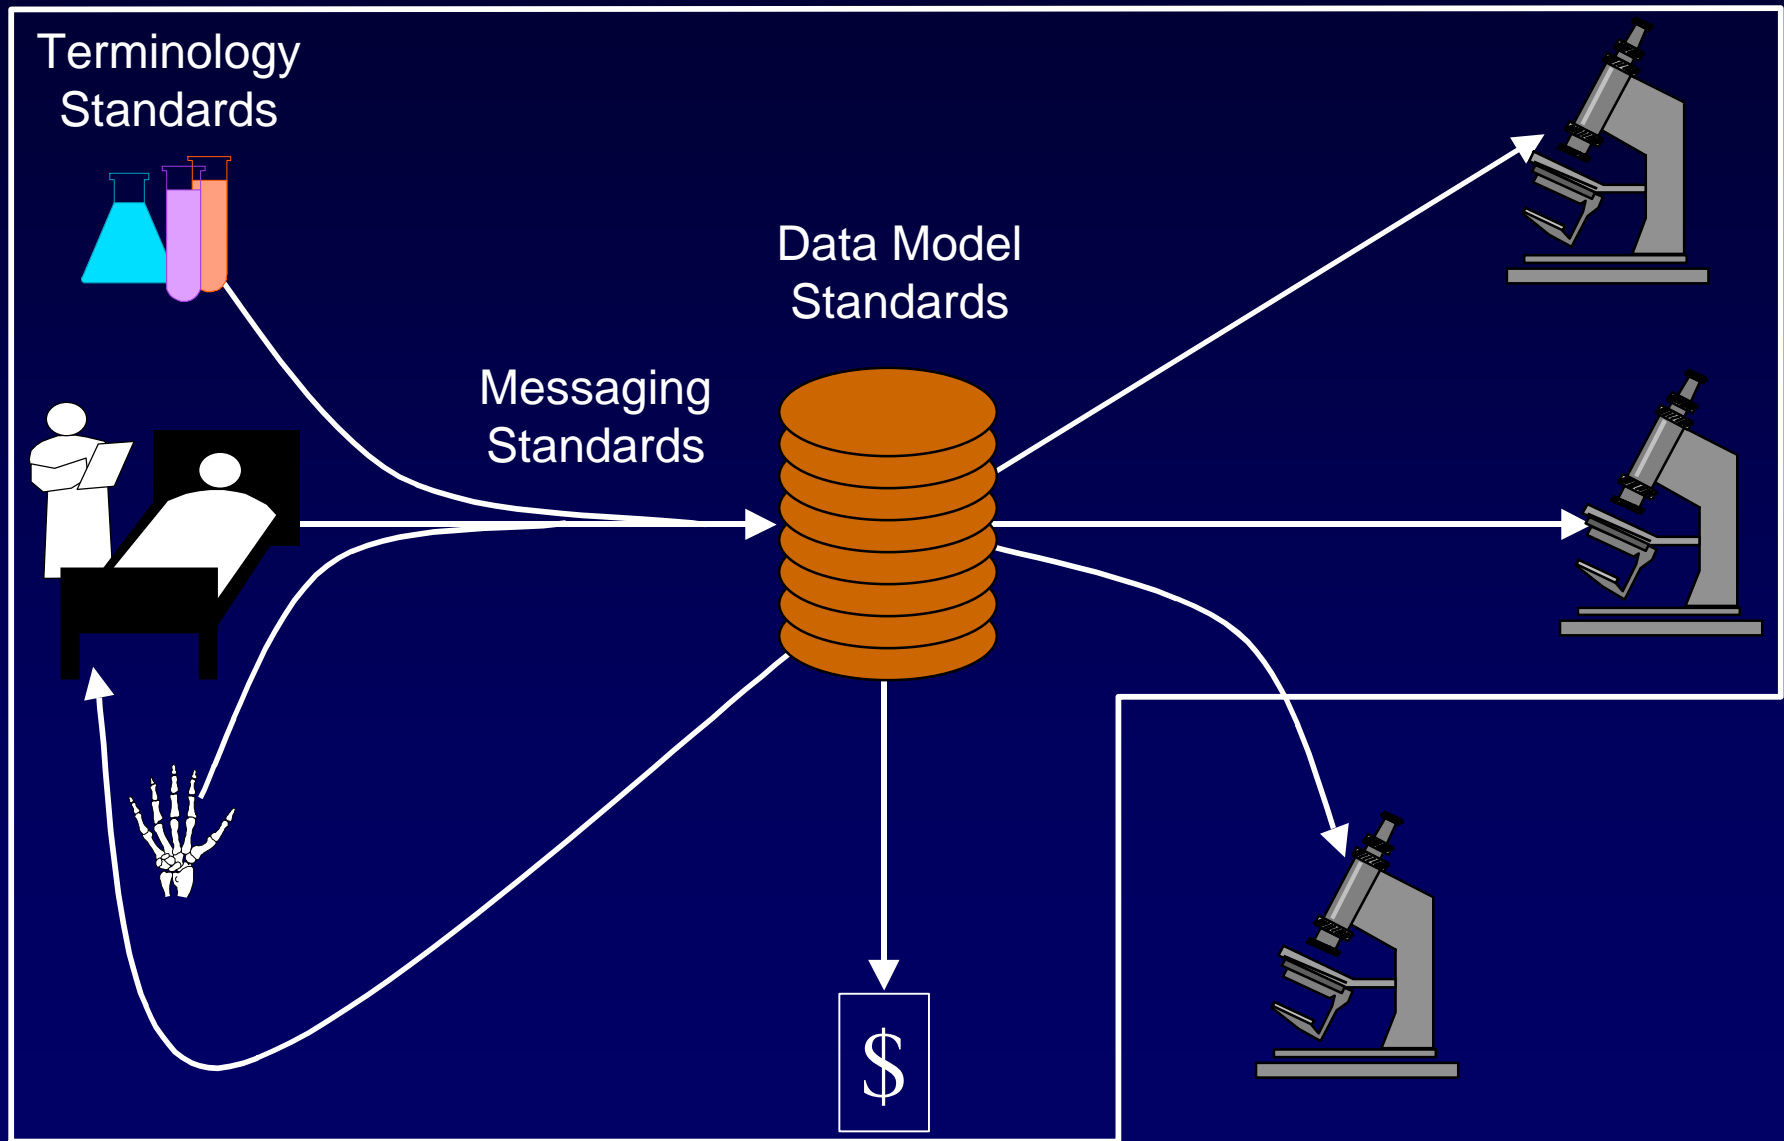 Terminology
Standards
Data Model
Standards
Messaging
Standards
$